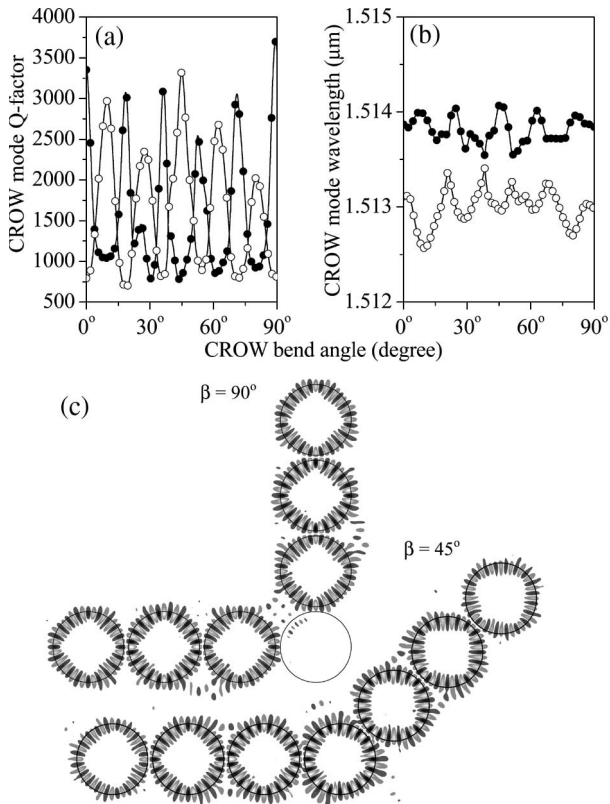 (a)
CROW mode Q-factor
4000
3500
3000
2500
2000
1500
1000
500
0° 30° 60° 90°
(b)
CROW mode wavelength (μm)
1.515
1.514
1.513
1.512
0° 30° 60° 90°
CROW bend angle (degree)
(c)
β = 90°
β = 45°